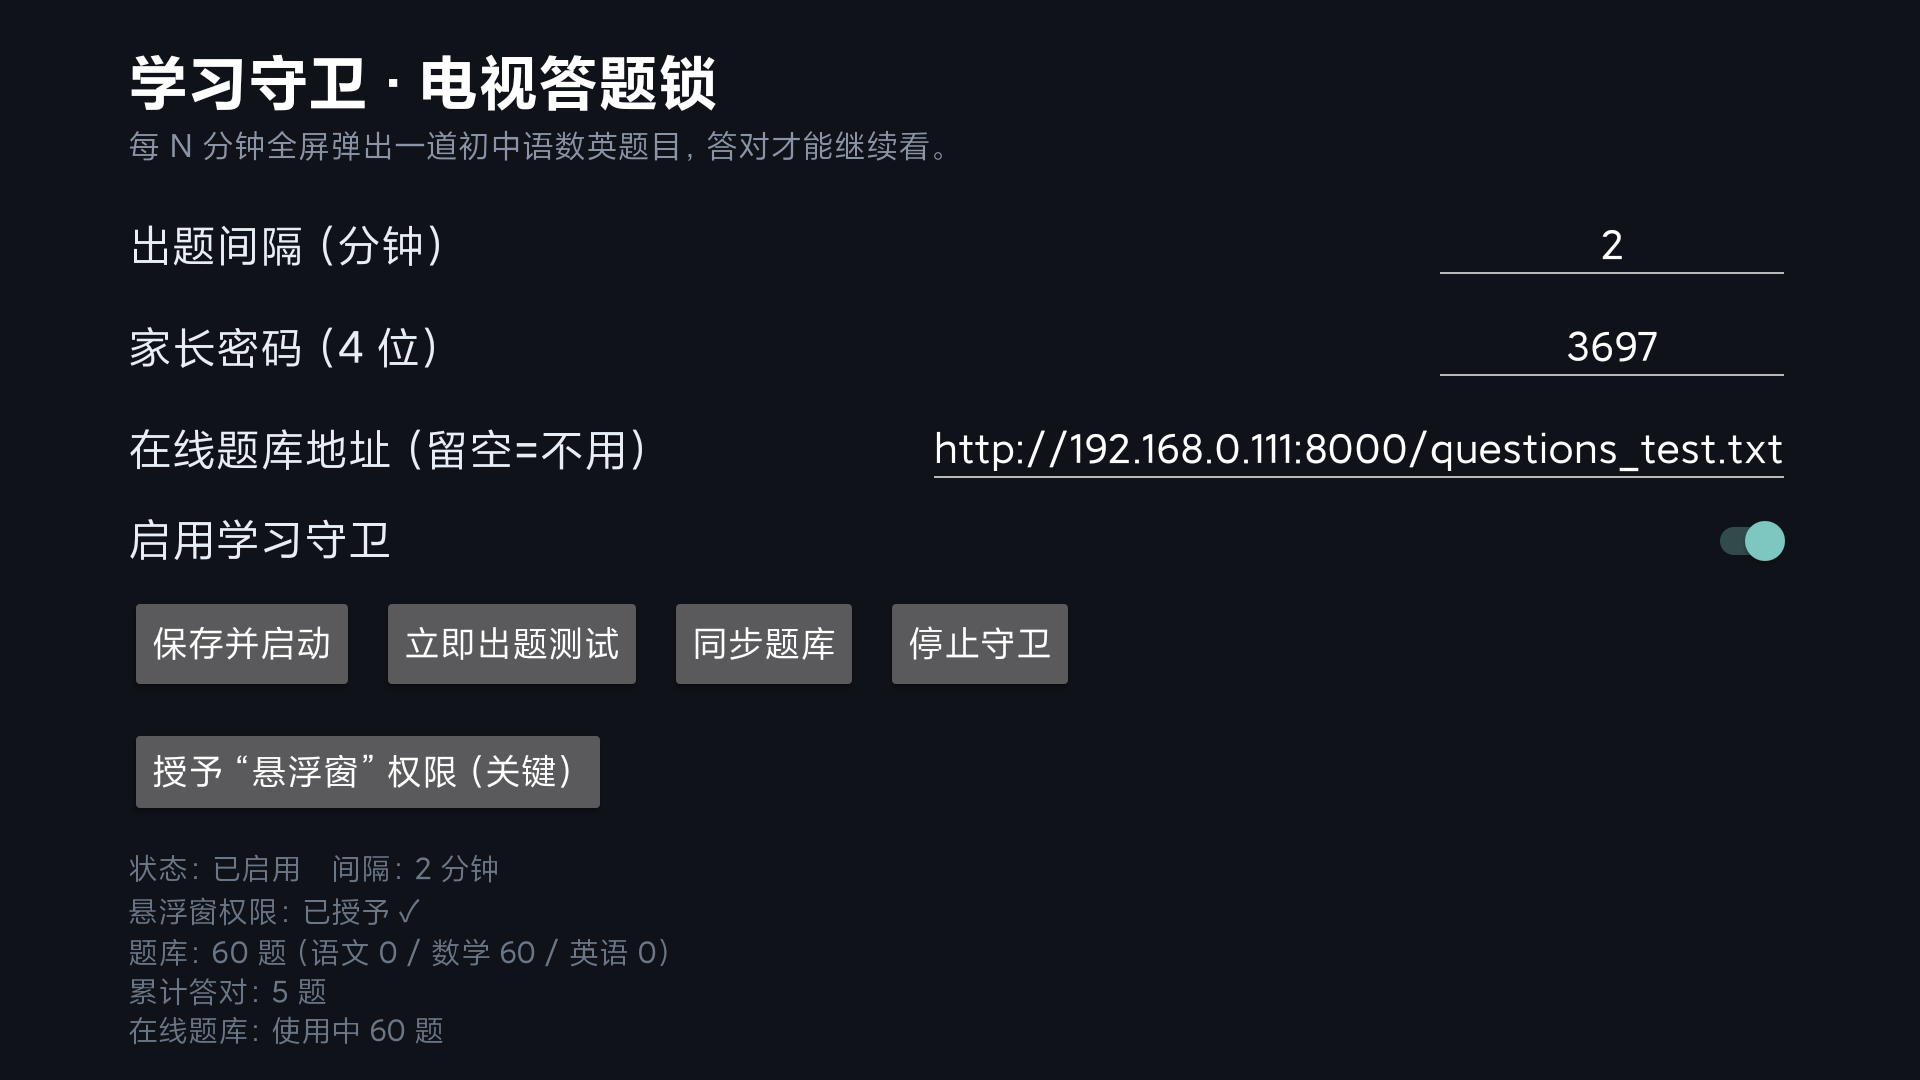 学习守卫 · 电视答题锁
每 N 分钟全屏弹出一道初中语数英题目，答对才能继续看。
出题间隔（分钟） 2
家长密码（4 位） 3697
在线题库地址（留空=不用） http://192.168.0.111:8000/questions_test.txt
启用学习守卫
保存并启动 立即出题测试 同步题库 停止守卫
授予 “悬浮窗” 权限（关键）
状态：已启用 间隔：2 分钟
悬浮窗权限：已授予 ✓
题库：60 题（语文 0 / 数学 60 / 英语 0）
累计答对：5 题
在线题库：使用中 60 题